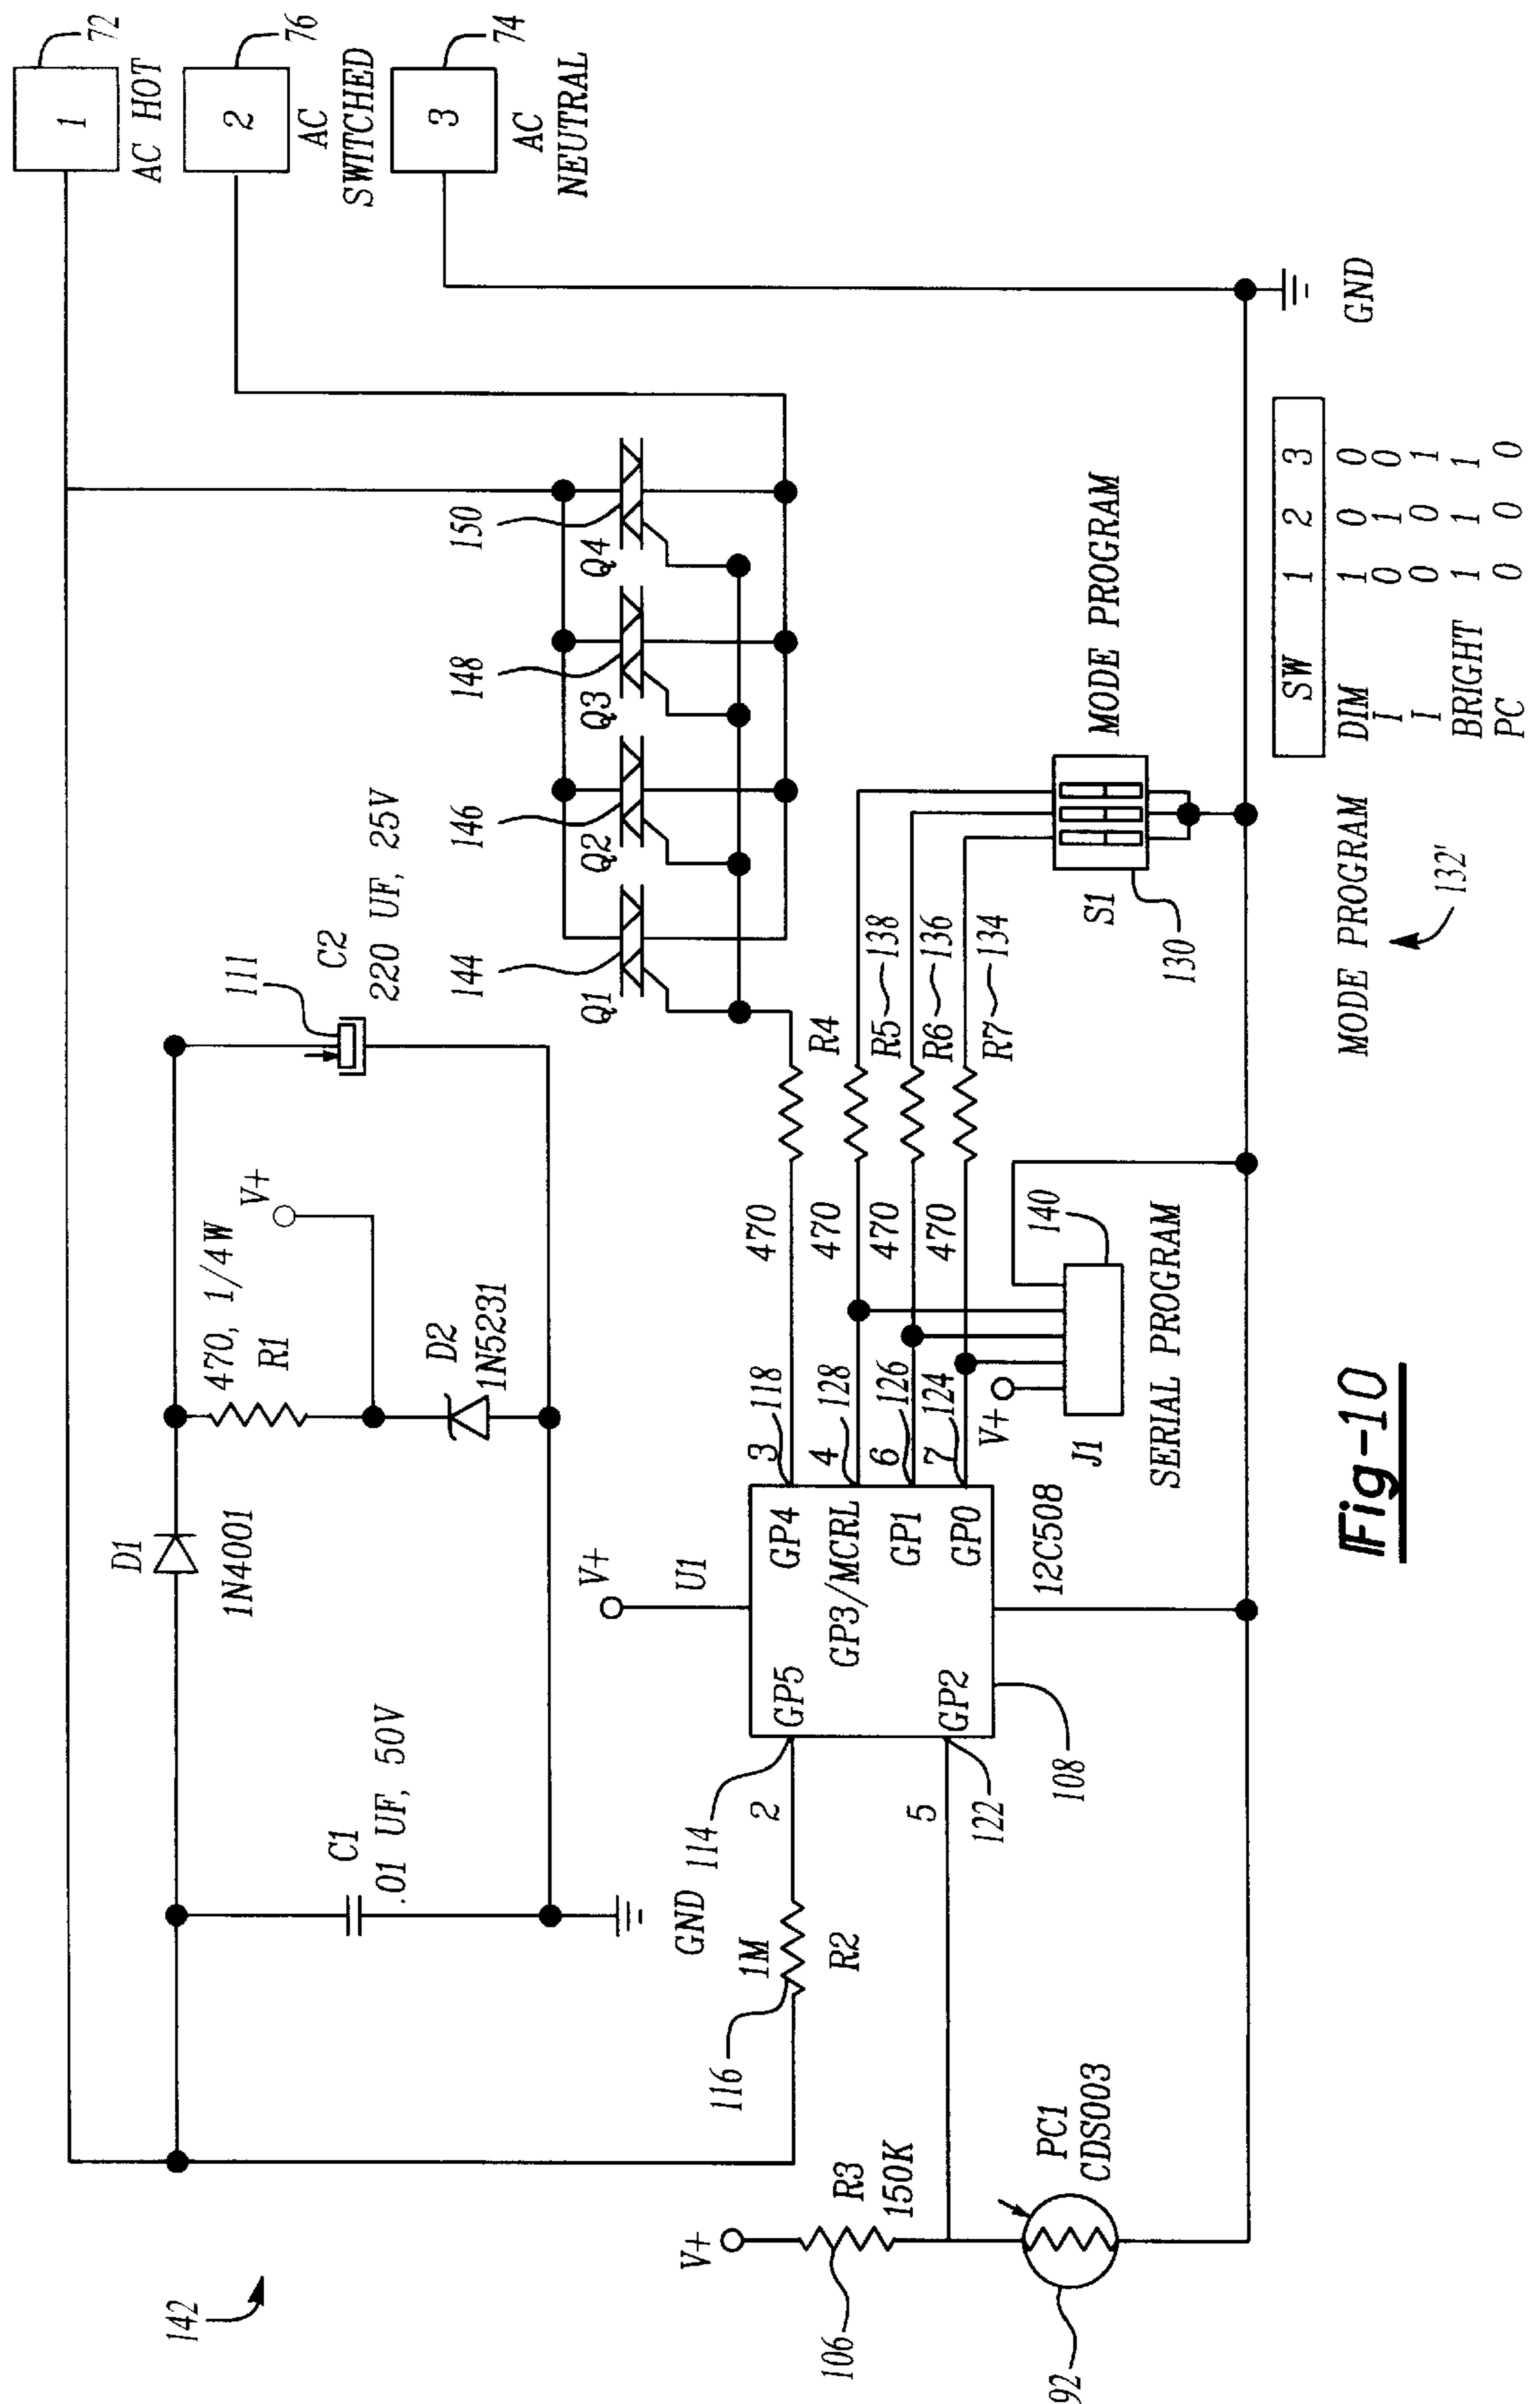 142
72
1
AC HOT
76
2
AC
SWITCHED
74
3
AC
NEUTRAL
D1
1N4001
C1
.01 UF, 50V
GND
470, 1/4W
R1
V+
D2
1N5231
111
C2
220 UF, 25V
144
Q1
146
Q2
148
Q3
150
Q4
V+
U1
116
1M
R2
114
2
GP5
GP4
GP3/MCRL
GP1
GP2
GP0
12C508
108
5
122
3
118
470
R4
4
128
470
R5
138
6
126
470
R6
136
7
124
470
R7
134
V+
J1
140
SERIAL PROGRAM
S1
130
MODE PROGRAM
V+
106
R3
150K
PC1
CDS003
92
GND
MODE PROGRAM
132'
SW 1 2 3
DIM 1 0 0
I 0 1 0
I 0 0 1
BRIGHT 1 1 1
PC 0 0 0
Fig-10